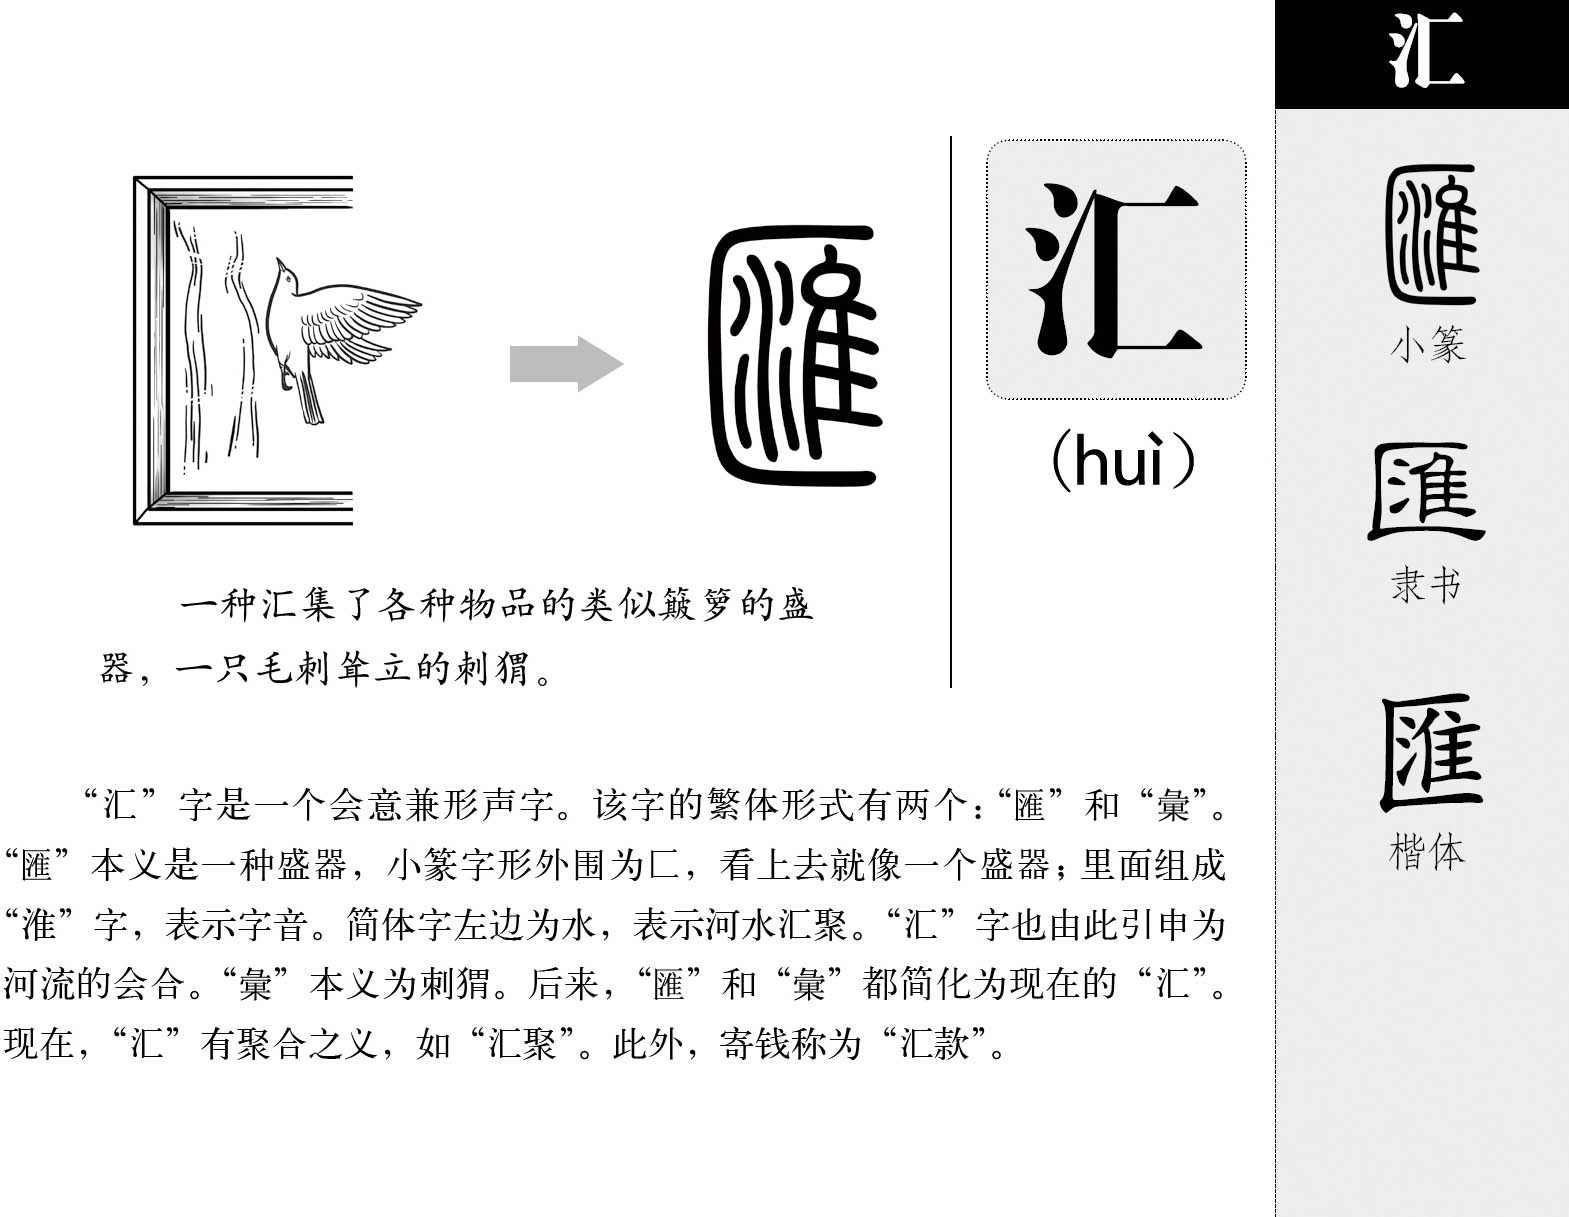 汇
匯
汇
(huì)
一种汇集了各种物品的类似簸箩的盛
器，一只毛刺耸立的刺猬。
“汇”字是一个会意兼形声字。该字的繁体形式有两个：“匯”和“彙”。
“匯”本义是一种盛器，小篆字形外围为匚，看上去就像一个盛器；里面组成
“淮”字，表示字音。简体字左边为水，表示河水汇聚。“汇”字也由此引申为
河流的会合。“彙”本义为刺猬。后来，“匯”和“彙”都简化为现在的“汇”。
现在，“汇”有聚合之义，如“汇聚”。此外，寄钱称为“汇款”。
匯
小篆
匯
隶书
匯
楷体